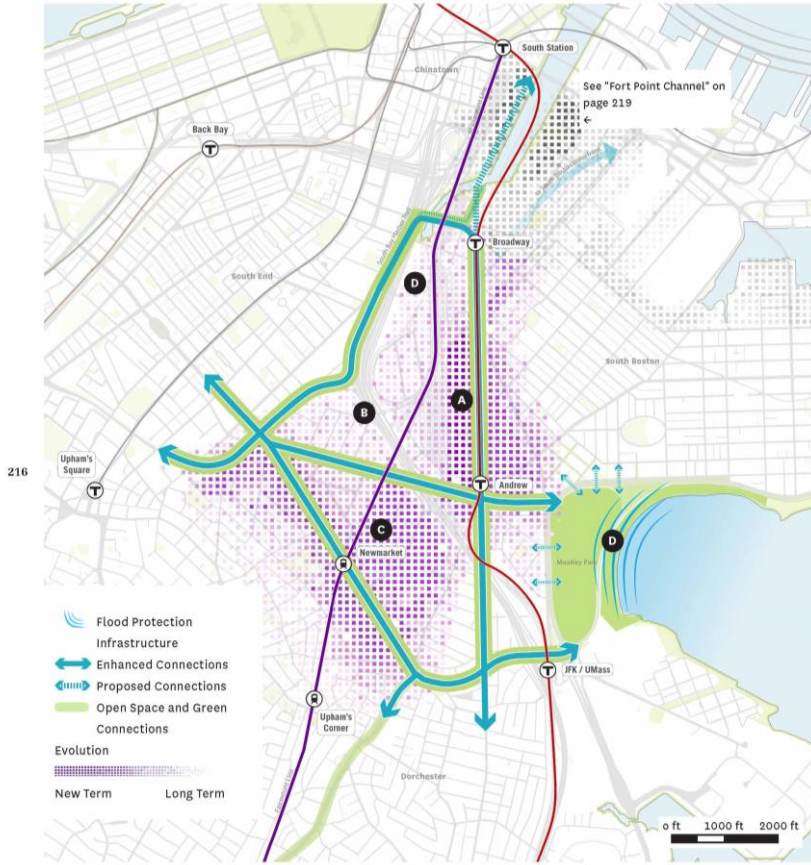 South Station
Chinatown
See "Fort Point Channel" on
page 219
←
Back Bay
Broadway
South End
D
South Boston
A
B
216
Upham's
Square
Andrew
C
D
Newmarket
Moakley Park
Flood Protection
Infrastructure
Enhanced Connections
Proposed Connections
Open Space and Green
Connections
JFK / UMass
Upham's
Corner
Evolution
New Term Long Term
Dorchester
Fairmount Line
0 ft 1000 ft 2000 ft